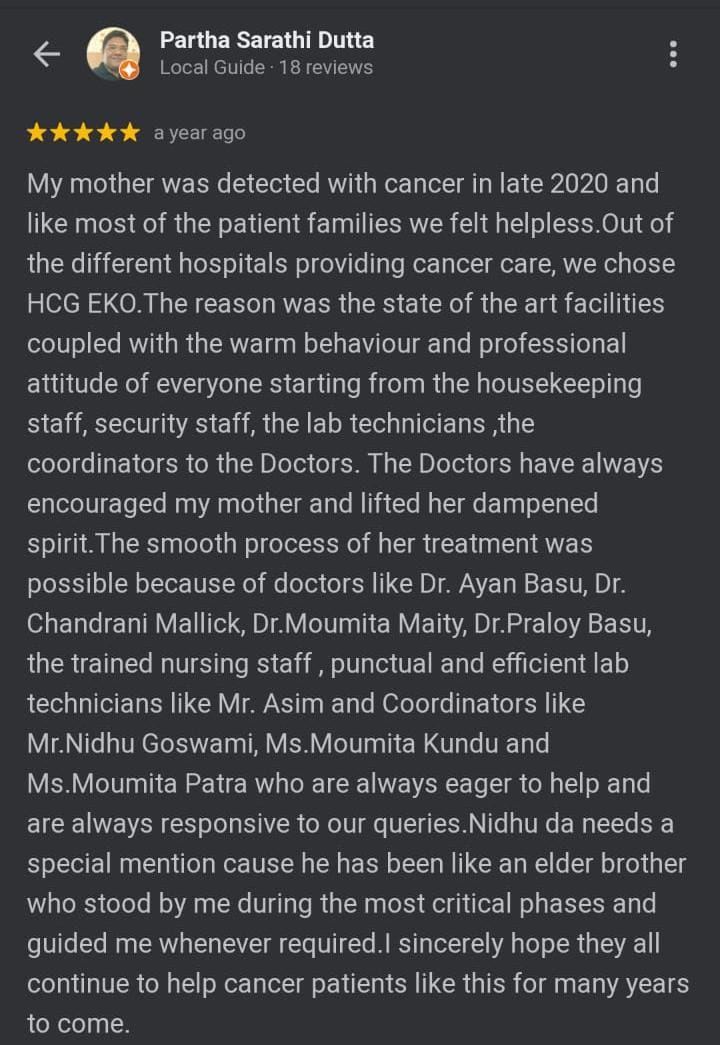 Partha Sarathi Dutta
Local Guide · 18 reviews
a year ago
My mother was detected with cancer in late 2020 and
like most of the patient families we felt helpless.Out of
the different hospitals providing cancer care, we chose
HCG EKO.The reason was the state of the art facilities
coupled with the warm behaviour and professional
attitude of everyone starting from the housekeeping
staff, security staff, the lab technicians ,the
coordinators to the Doctors. The Doctors have always
encouraged my mother and lifted her dampened
spirit.The smooth process of her treatment was
possible because of doctors like Dr. Ayan Basu, Dr.
Chandrani Mallick, Dr.Moumita Maity, Dr.Praloy Basu,
the trained nursing staff , punctual and efficient lab
technicians like Mr. Asim and Coordinators like
Mr.Nidhu Goswami, Ms.Moumita Kundu and
Ms.Moumita Patra who are always eager to help and
are always responsive to our queries.Nidhu da needs a
special mention cause he has been like an elder brother
who stood by me during the most critical phases and
guided me whenever required.I sincerely hope they all
continue to help cancer patients like this for many years
to come.